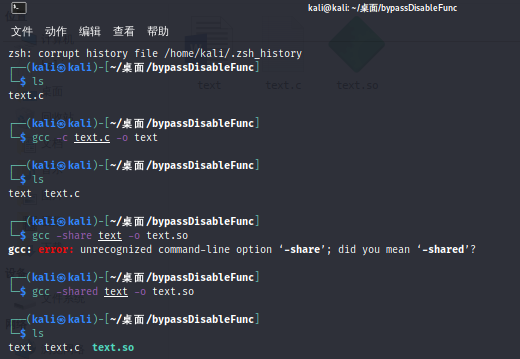 kali@kali: ~/桌面/bypassDisableFunc
文件 动作 编辑 查看 帮助
zsh: corrupt history file /home/kali/.zsh_history
┌──(kali㉿kali)-[~/桌面/bypassDisableFunc]
└─$ ls
text.c
┌──(kali㉿kali)-[~/桌面/bypassDisableFunc]
└─$ gcc -c text.c -o text
┌──(kali㉿kali)-[~/桌面/bypassDisableFunc]
└─$ ls
text text.c
┌──(kali㉿kali)-[~/桌面/bypassDisableFunc]
└─$ gcc -share text -o text.so
gcc: error: unrecognized command-line option ‘-share’; did you mean ‘-shared’?
┌──(kali㉿kali)-[~/桌面/bypassDisableFunc]
└─$ gcc -shared text -o text.so
┌──(kali㉿kali)-[~/桌面/bypassDisableFunc]
└─$ ls
text text.c text.so